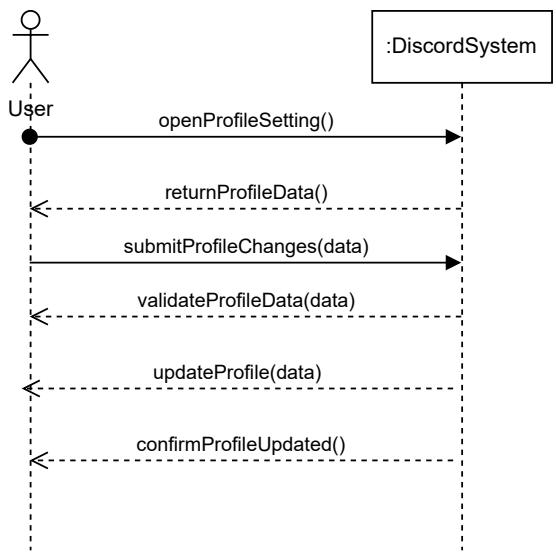 :DiscordSystem
User
openProfileSetting()
returnProfileData()
submitProfileChanges(data)
validateProfileData(data)
updateProfile(data)
confirmProfileUpdated()